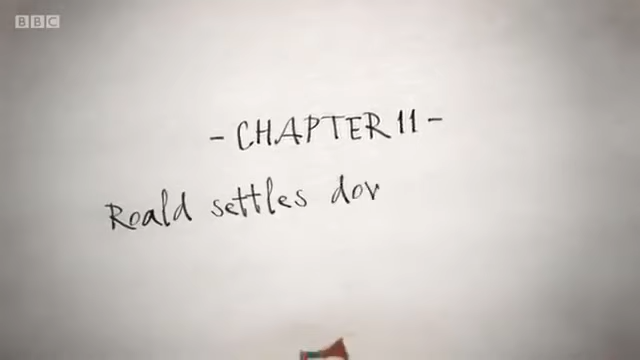 BBC
- CHAPTER 11 -
Roald settles dov